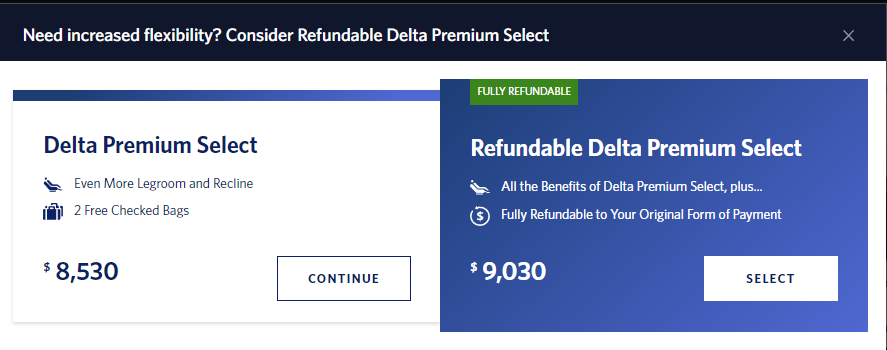 Need increased flexibility? Consider Refundable Delta Premium Select
Delta Premium Select
Even More Legroom and Recline
2 Free Checked Bags
$ 8,530
CONTINUE
FULLY REFUNDABLE
Refundable Delta Premium Select
All the Benefits of Delta Premium Select, plus...
Fully Refundable to Your Original Form of Payment
$ 9,030
SELECT